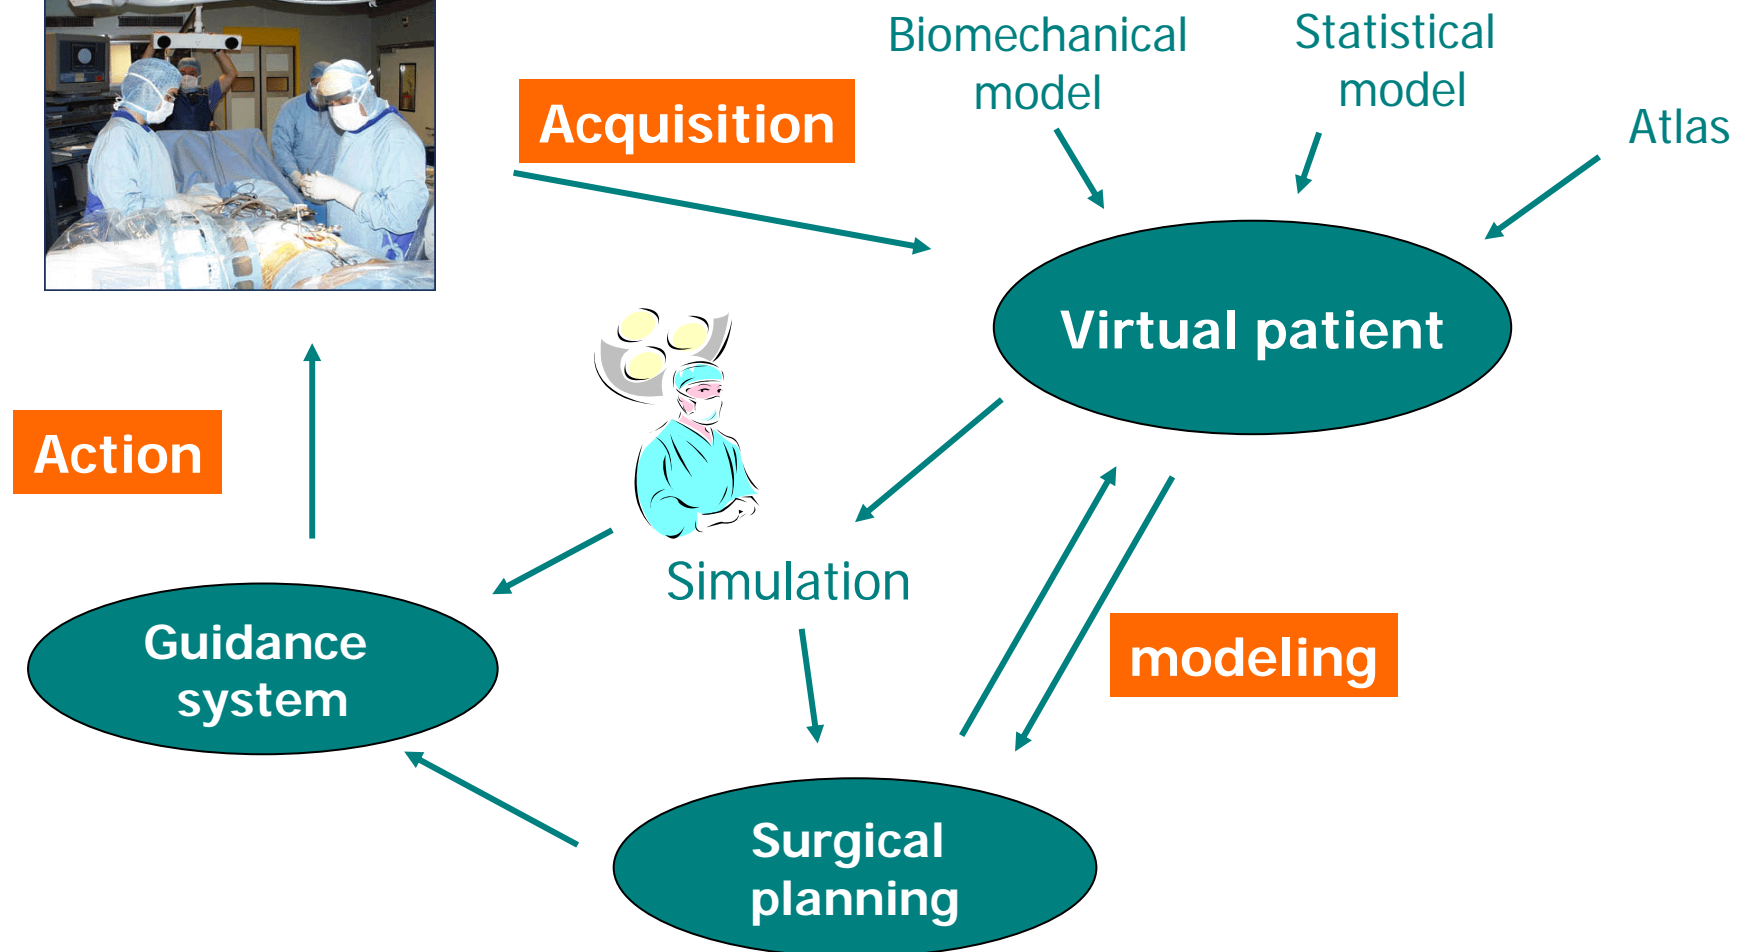 Biomechanical
model
Statistical
model
Atlas
Acquisition
Virtual patient
Action
Simulation
Guidance
system
modeling
Surgical
planning